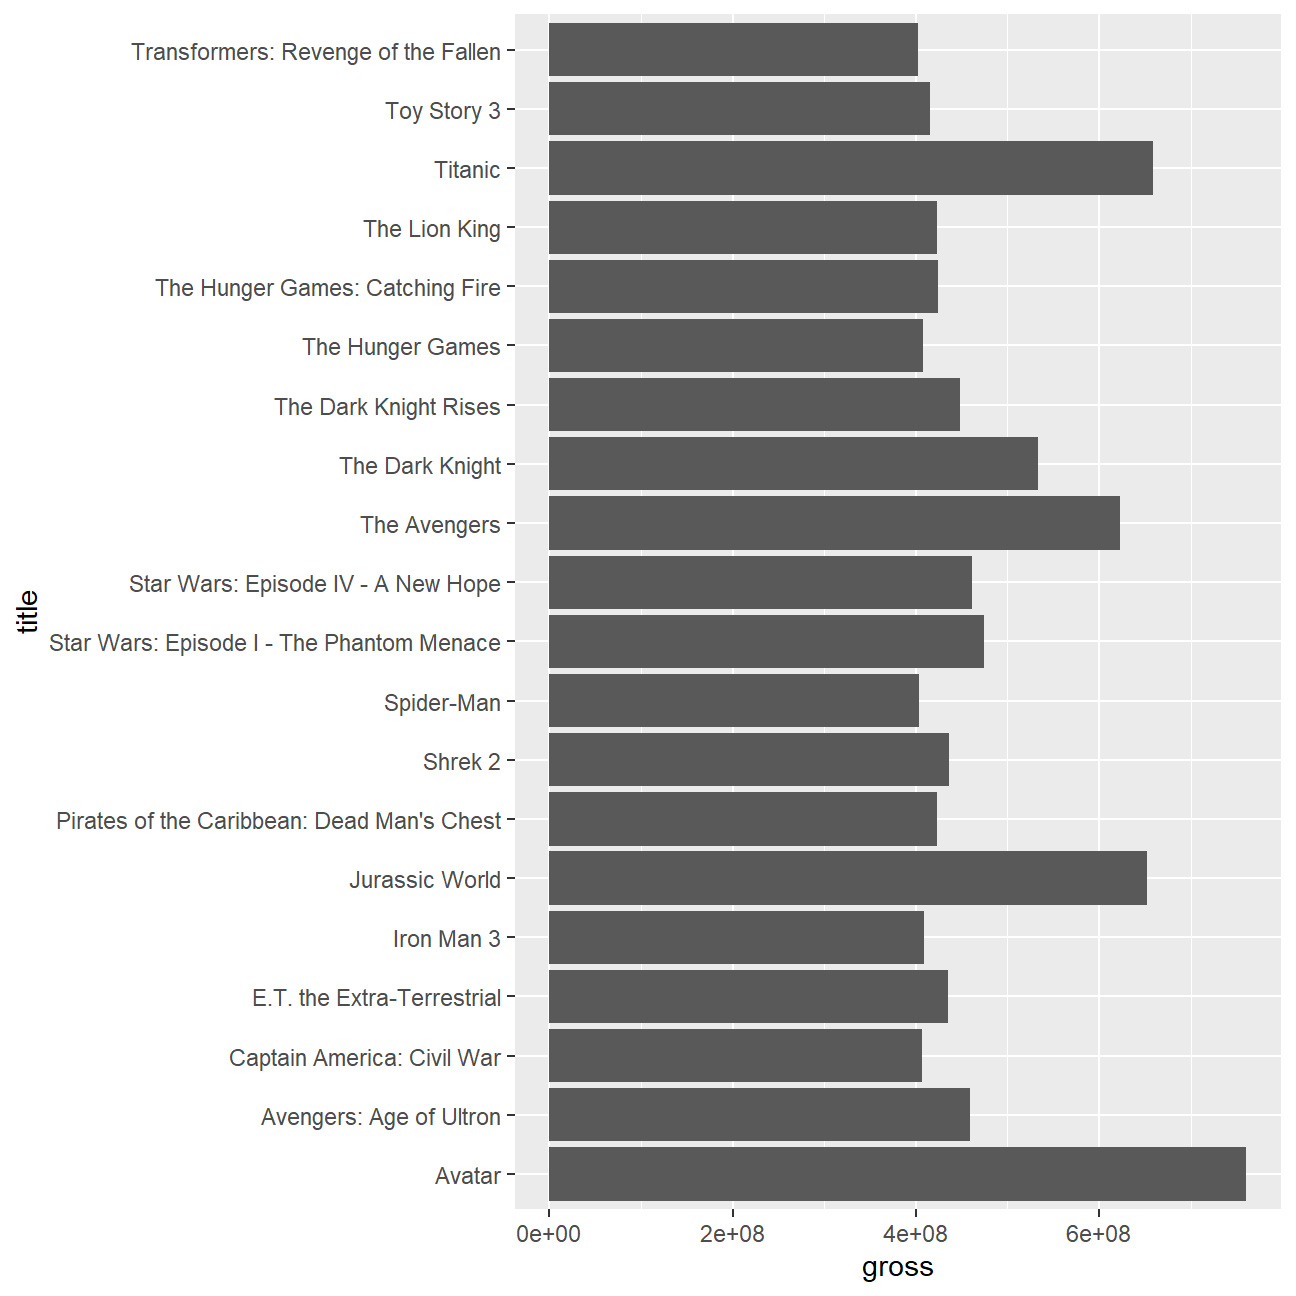 Transformers: Revenge of the Fallen
Toy Story 3
Titanic
The Lion King
The Hunger Games: Catching Fire
The Hunger Games
The Dark Knight Rises
The Dark Knight
The Avengers
Star Wars: Episode IV - A New Hope
Star Wars: Episode I - The Phantom Menace
Spider-Man
Shrek 2
Pirates of the Caribbean: Dead Man's Chest
Jurassic World
Iron Man 3
E.T. the Extra-Terrestrial
Captain America: Civil War
Avengers: Age of Ultron
Avatar
title
0e+00 2e+08 4e+08 6e+08
gross